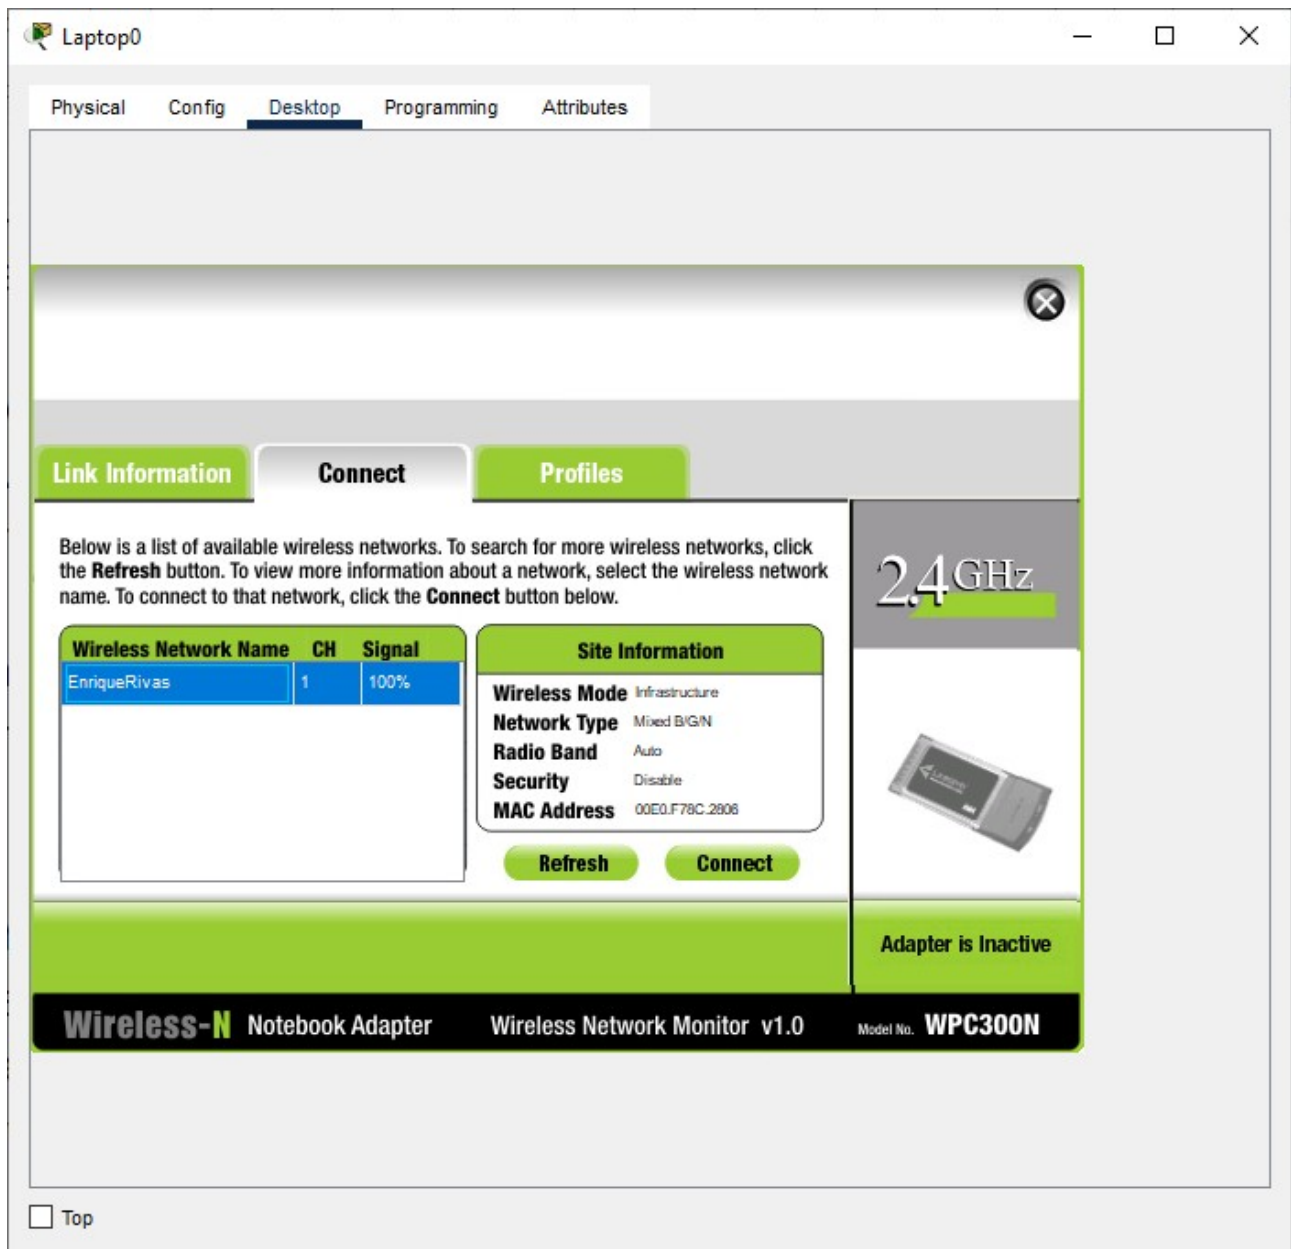 Laptop0
Physical Config Desktop Programming Attributes
Link Information Connect Profiles
Below is a list of available wireless networks. To search for more wireless networks, click
the Refresh button. To view more information about a network, select the wireless network
name. To connect to that network, click the Connect button below.
2.4 GHz
Wireless Network Name CH Signal
EnriqueRivas 1 100%
Site Information
Wireless Mode Infrastructure
Network Type Mixed B/G/N
Radio Band Auto
Security Disable
MAC Address 00E0.F78C.2806
Refresh Connect
Adapter is Inactive
Wireless-N Notebook Adapter Wireless Network Monitor v1.0 Model No. WPC300N
Top